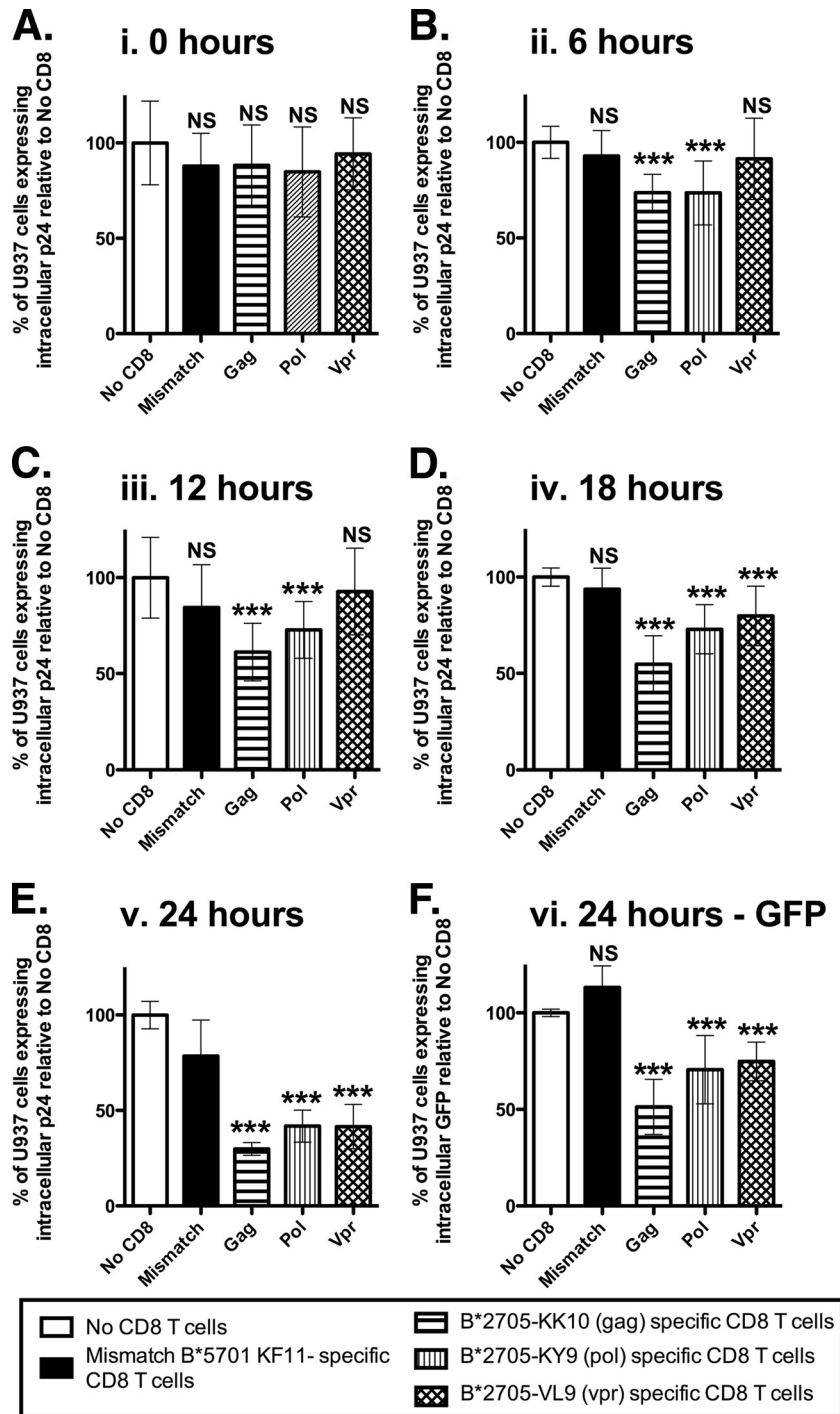 A.
i. 0 hours
% of U937 cells expressing
intracellular p24 relative to No CD8
100
50
0
NS
NS
NS
NS
No CD8
Mismatch
Gag
Pol
Vpr
B.
ii. 6 hours
% of U937 cells expressing
intracellular p24 relative to No CD8
100
50
0
NS
***
***
NS
No CD8
Mismatch
Gag
Pol
Vpr
C.
iii. 12 hours
% of U937 cells expressing
intracellular p24 relative to No CD8
100
50
0
NS
***
***
NS
No CD8
Mismatch
Gag
Pol
Vpr
D.
iv. 18 hours
% of U937 cells expressing
intracellular p24 relative to No CD8
100
50
0
NS
***
***
***
No CD8
Mismatch
Gag
Pol
Vpr
E.
v. 24 hours
% of U937 cells expressing
intracellular p24 relative to No CD8
100
50
0
***
***
***
No CD8
Mismatch
Gag
Pol
Vpr
F.
vi. 24 hours - GFP
% of U937 cells expressing
intracellular GFP relative to No CD8
100
50
0
NS
***
***
***
No CD8
Mismatch
Gag
Pol
Vpr
No CD8 T cells
Mismatch B*5701 KF11- specific
CD8 T cells
B*2705-KK10 (gag) specific CD8 T cells
B*2705-KY9 (pol) specific CD8 T cells
B*2705-VL9 (vpr) specific CD8 T cells